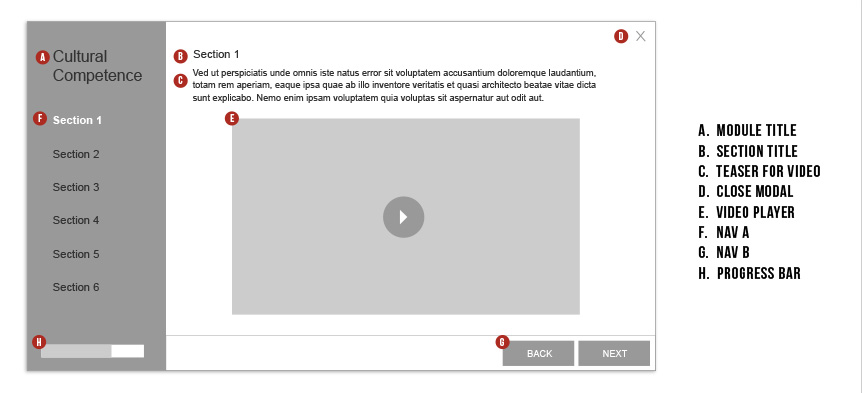 A Cultural
Competence
F Section 1
Section 2
Section 3
Section 4
Section 5
Section 6
H
D X
B Section 1
C Ved ut perspiciatis unde omnis iste natus error sit voluptatem accusantium doloremque laudantium,
totam rem aperiam, eaque ipsa quae ab illo inventore veritatis et quasi architecto beatae vitae dicta
sunt explicabo. Nemo enim ipsam voluptatem quia voluptas sit aspernatur aut odit aut.
E
G BACK NEXT
A. MODULE TITLE
B. SECTION TITLE
C. TEASER FOR VIDEO
D. CLOSE MODAL
E. VIDEO PLAYER
F. NAV A
G. NAV B
H. PROGRESS BAR